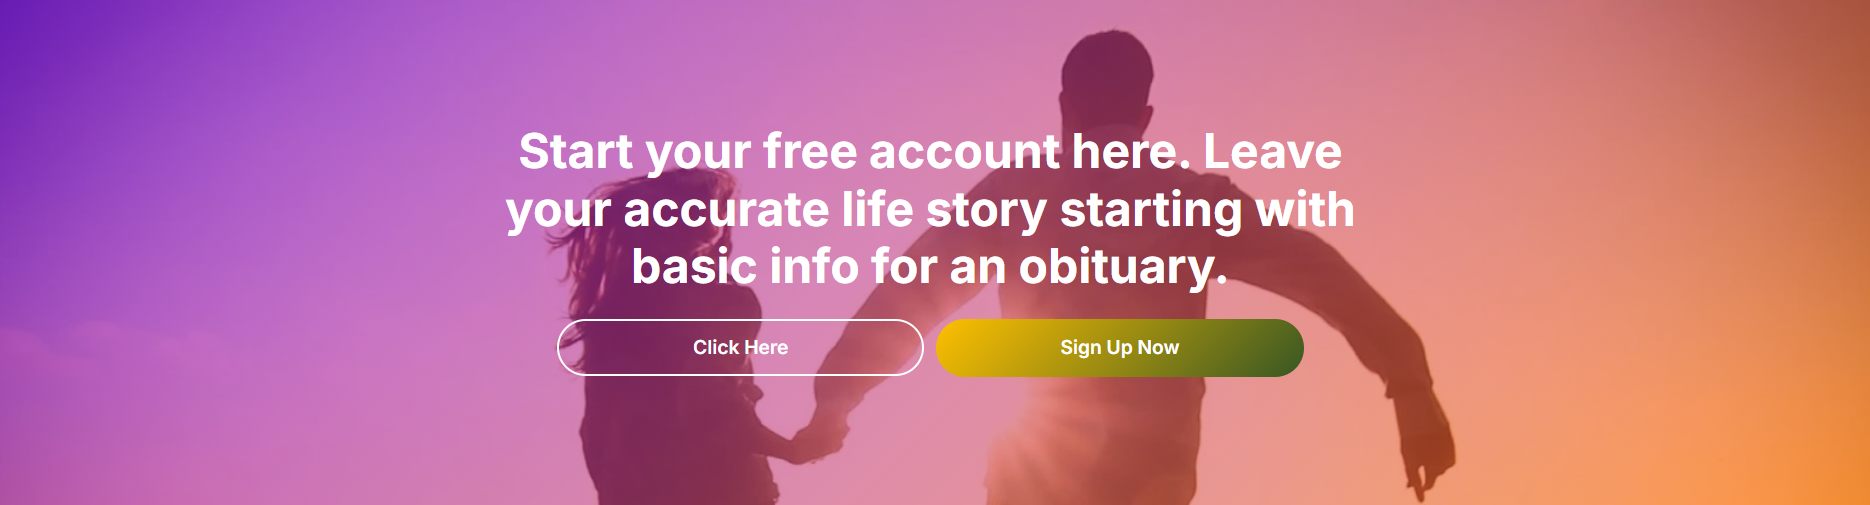 Start your free account here. Leave
your accurate life story starting with
basic info for an obituary.
Click Here
Sign Up Now